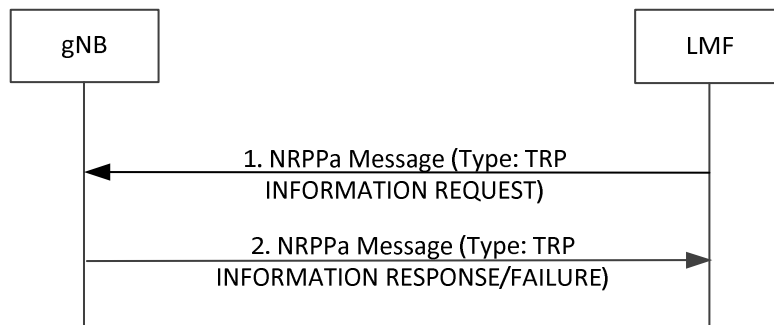 gNB
LMF
1. NRPPa Message (Type: TRP
INFORMATION REQUEST)
2. NRPPa Message (Type: TRP
INFORMATION RESPONSE/FAILURE)